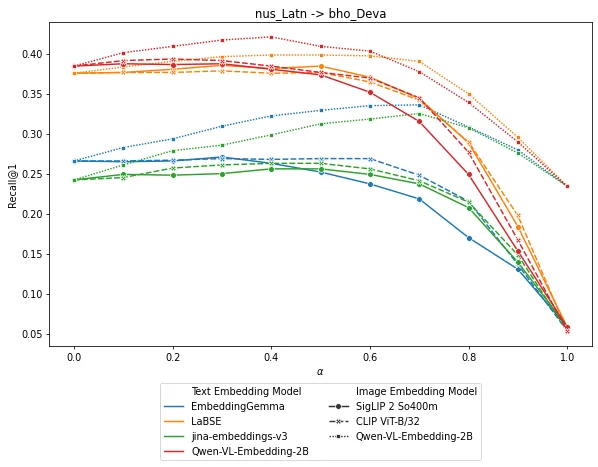 nus_Latn -> bho_Deva
Recall@1
0.40
0.35
0.30
0.25
0.20
0.15
0.10
0.05
0.0 0.2 0.4 0.6 0.8 1.0
α
Text Embedding Model Image Embedding Model
EmbeddingGemma SigLIP 2 So400m
LaBSE CLIP ViT-B/32
jina-embeddings-v3 Qwen-VL-Embedding-2B
Qwen-VL-Embedding-2B